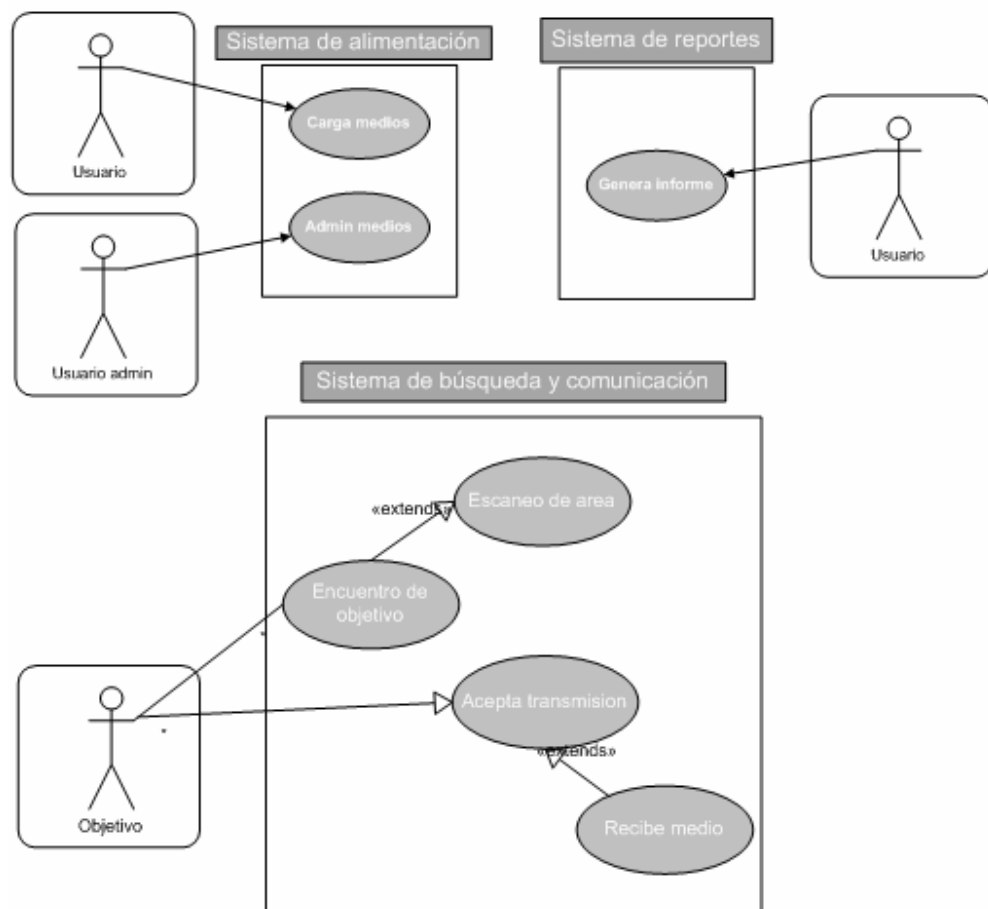 Sistema de alimentación
Sistema de reportes
Carga medios
Usuario
Genera informe
Admin medios
Usuario
Usuario admin
Sistema de búsqueda y comunicación
Escaneo de area
«extends»
Encuentro de
objetivo
Acepta transmision
«extends»
Objetivo
Recibe medio